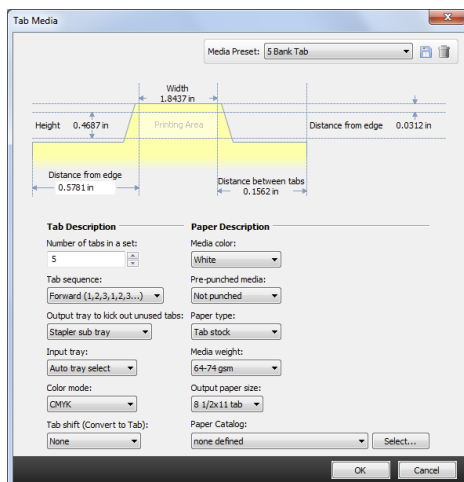 Tab Media
Media Preset: 5 Bank Tab
Width
1.8437 in
Height 0.4687 in Printing Area Distance from edge 0.0312 in
Distance from edge
0.5781 in
Distance between tabs
0.1562 in
Tab Description
Number of tabs in a set:
5
Tab sequence:
Forward (1,2,3,1,2,3...)
Output tray to kick out unused tabs:
Stapler sub tray
Input tray:
Auto tray select
Color mode:
CMYK
Tab shift (Convert to Tab):
None
Paper Description
Media color:
White
Pre-punched media:
Not punched
Paper type:
Tab stock
Media weight:
64-74 gsm
Output paper size:
8 1/2x11 tab
Paper Catalog:
none defined Select...
OK Cancel